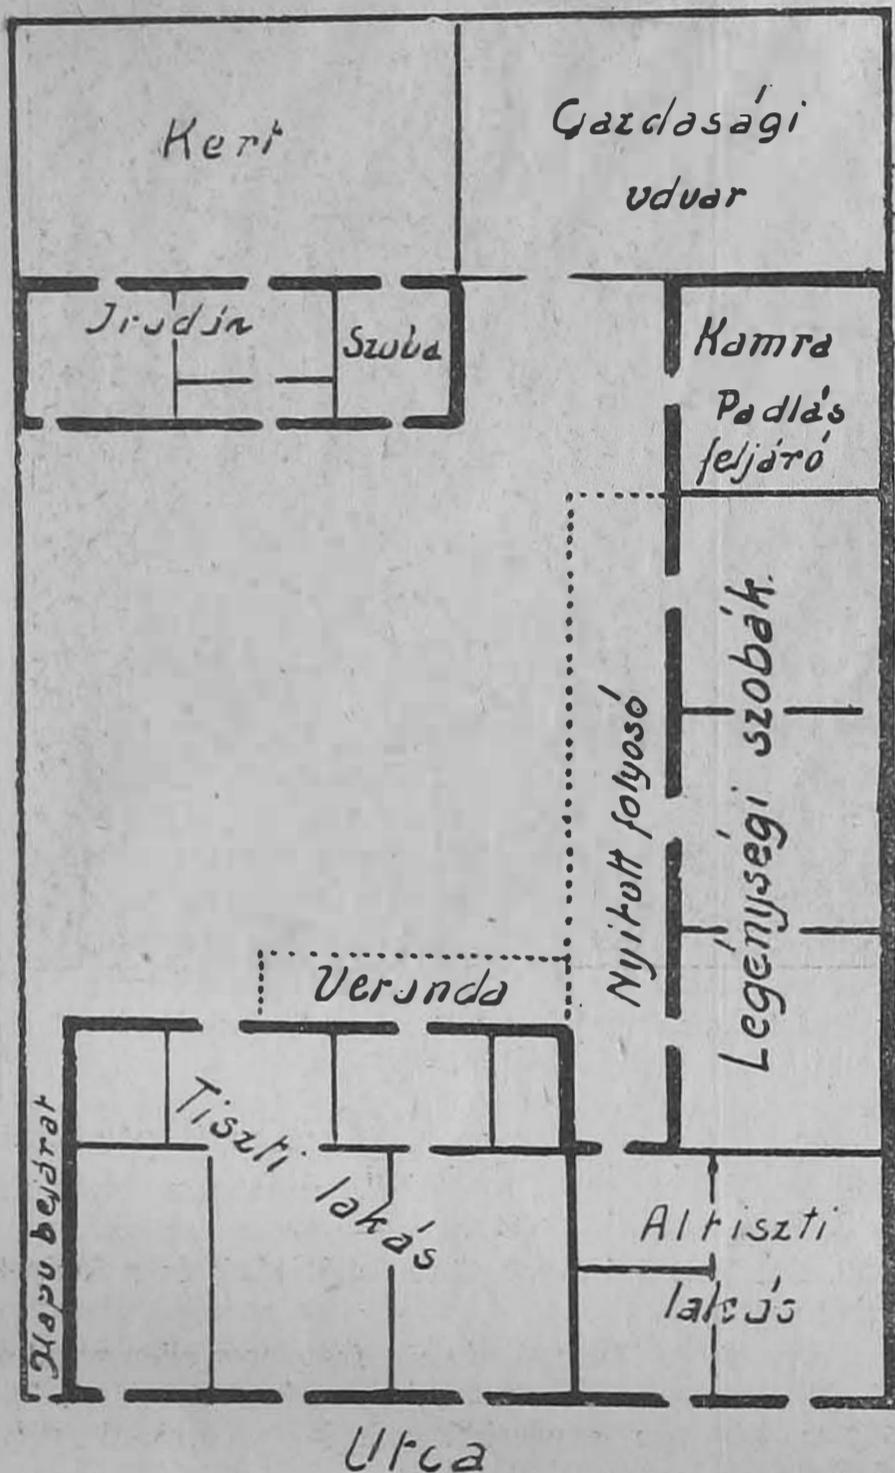 Kert
Gazdasági
udvar
Irodán
Szoba
Kamra
Padlás
feljáró
Legénységi szobák.
Nyitott folyosó
Veranda
Tiszti
lakás
Kapu bejárat
Altiszti
lakás
Utca